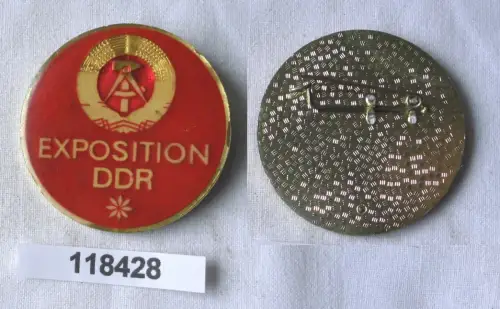 EXPOSITION
DDR
118428